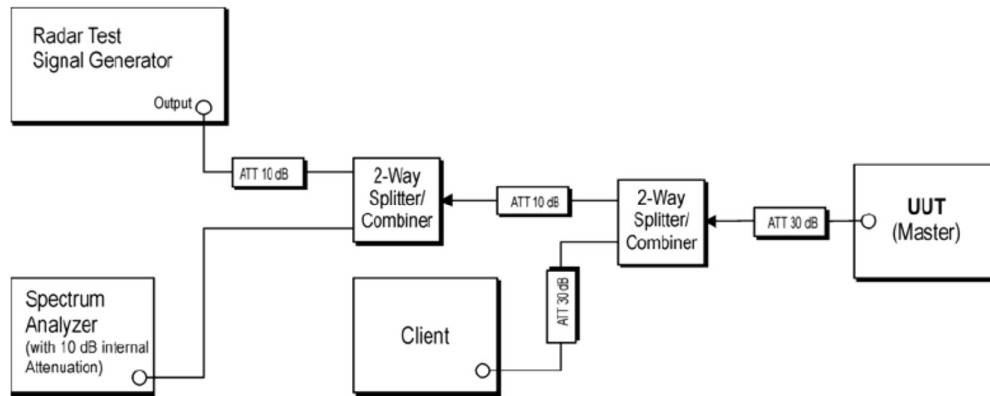 Radar Test
Signal Generator
Output
ATT 10 dB
2-Way
Splitter/
Combiner
ATT 10 dB
2-Way
Splitter/
Combiner
ATT 30 dB
UUT
(Master)
ATT 30 dB
Spectrum
Analyzer
(with 10 dB internal
Attenuation)
Client